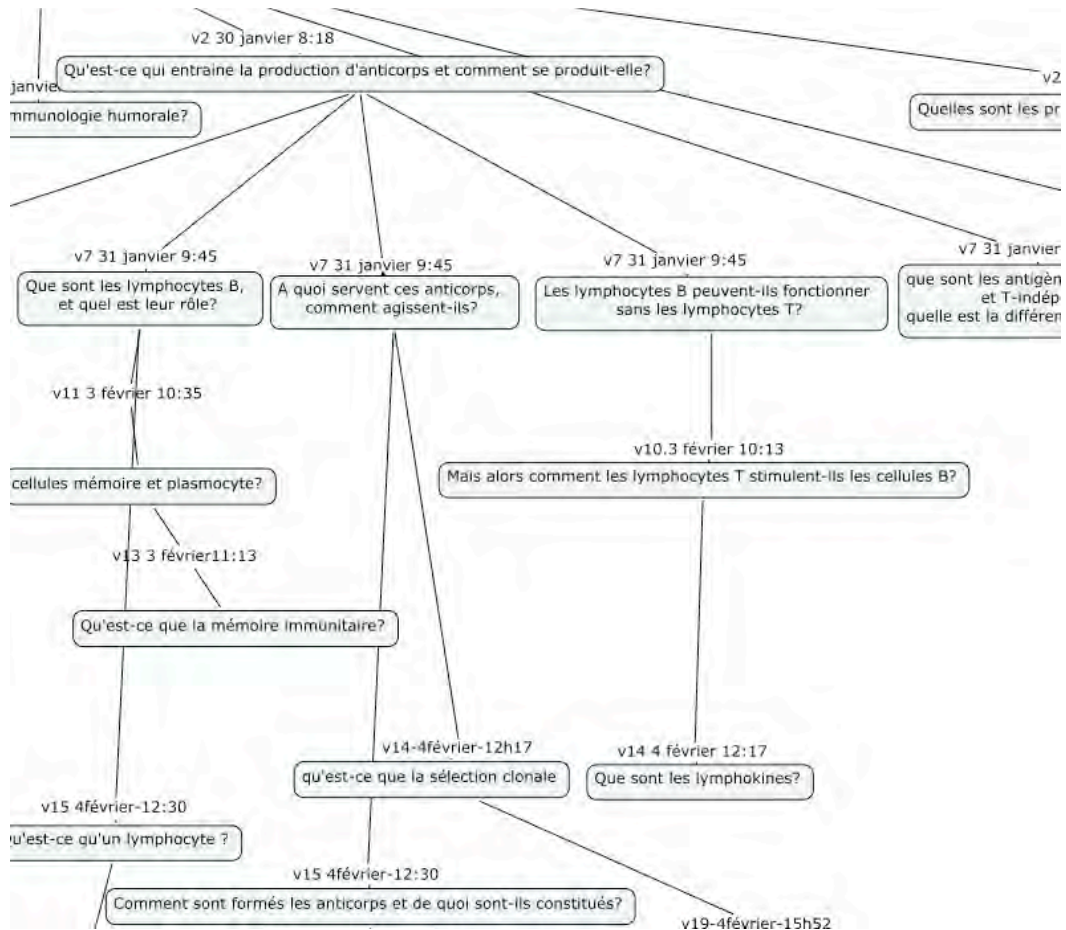 v2 30 janvier 8:18
Qu'est-ce qui entraine la production d'anticorps et comment se produit-elle?
janvie
v2
mmunologie humorale?
Quelles sont les pr
v7 31 janvier 9:45
v7 31 janvier 9:45
v7 31 janvier 9:45
v7 31 janvier
Que sont les lymphocytes B,
et quel est leur rôle?
A quoi servent ces anticorps,
comment agissent-ils?
Les lymphocytes B peuvent-ils fonctionner
sans les lymphocytes T?
que sont les antigèn
et T-indép
quelle est la différen
v11 3 février 10:35
v10.3 février 10:13
cellules mémoire et plasmocyte?
Mais alors comment les lymphocytes T stimulent-ils les cellules B?
v13 3 février11:13
Qu'est-ce que la mémoire immunitaire?
v14-4février-12h17
v14 4 février 12:17
qu'est-ce que la sélection clonale
Que sont les lymphokines?
v15 4février-12:30
u'est-ce qu'un lymphocyte ?
v15 4février-12:30
Comment sont formés les anticorps et de quoi sont-ils constitués?
v19-4février-15h52